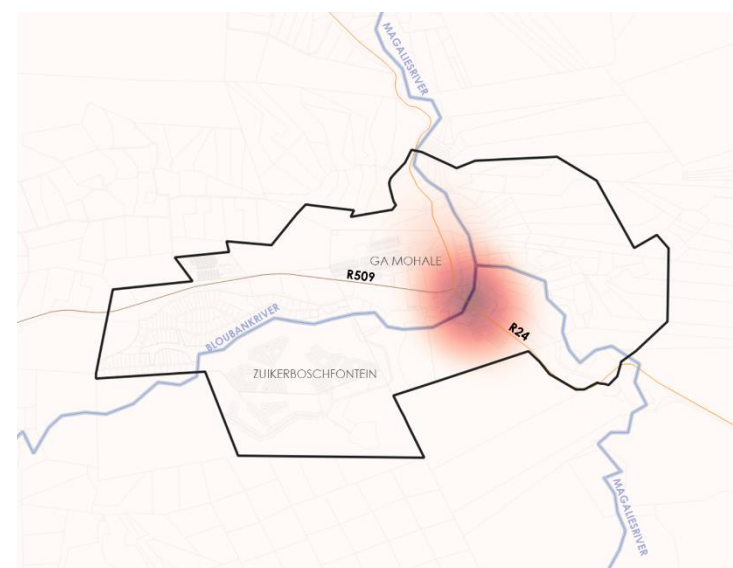 MAGALIESRIVER
GA MOHALE
R509
R24
BLOUBANKRIVER
ZUIKERBOSCHFONTEIN
MAGALIESRIVER